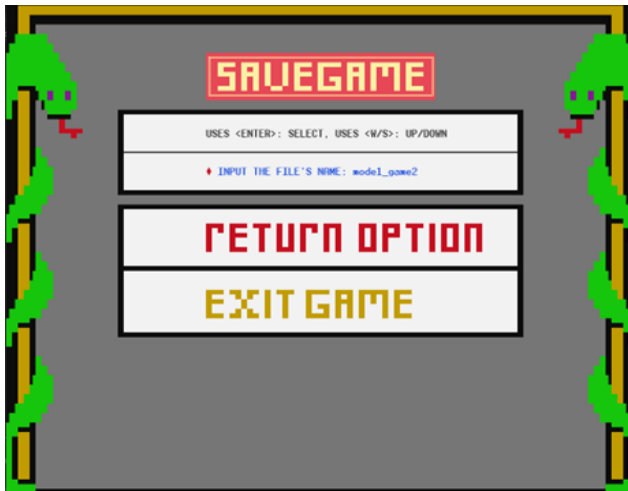 SAVEGAME
USES <ENTER>: SELECT, USES <W/S>: UP/DOWN
♦ INPUT THE FILE'S NAME: model_game2
RETURN OPTION
EXIT GAME